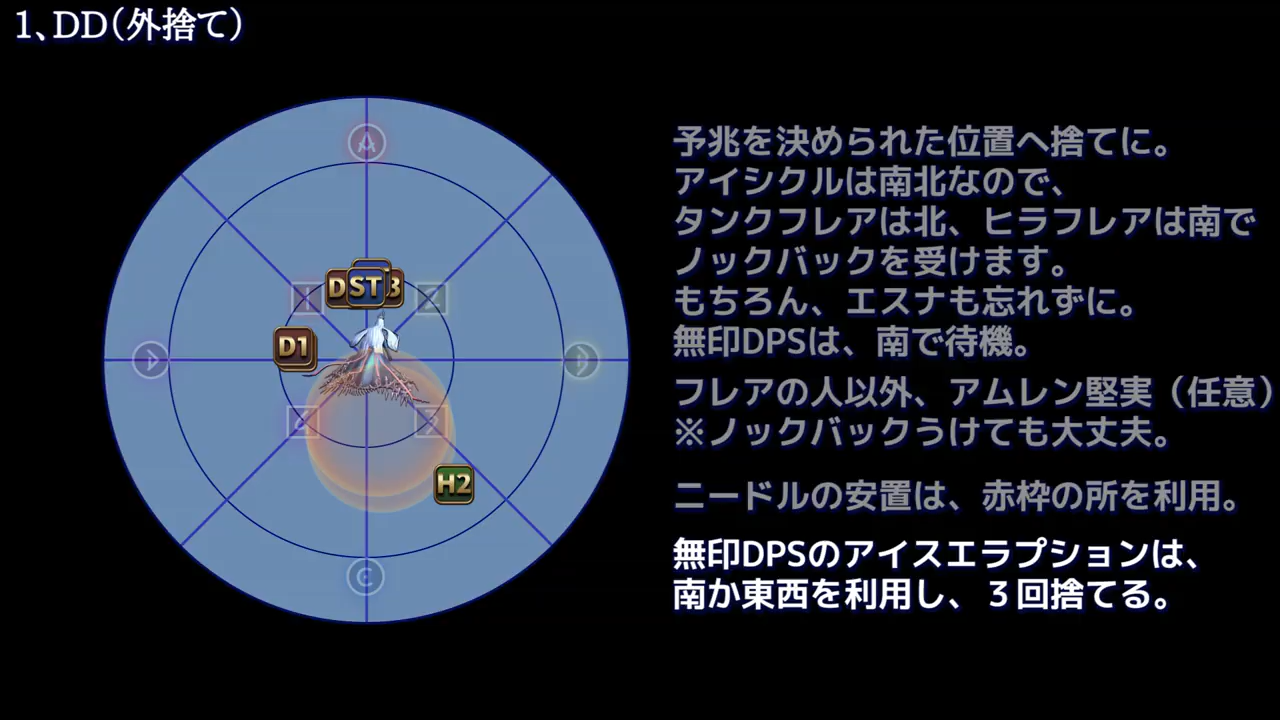 1、DD（外捨て）
予兆を決められた位置へ捨てに。
アイシクルは南北なので、
タンクフレアは北、ヒラフレアは南で
ノックバックを受けます。
もちろん、エスナも忘れずに。
無印DPSは、南で待機。
フレアの人以外、アムレン堅実（任意）
※ノックバックうけても大丈夫。
ニードルの安置は、赤枠の所を利用。
無印DPSのアイスエラプションは、
南か東西を利用し、３回捨てる。
A
D
ST
3
D1
H2
C